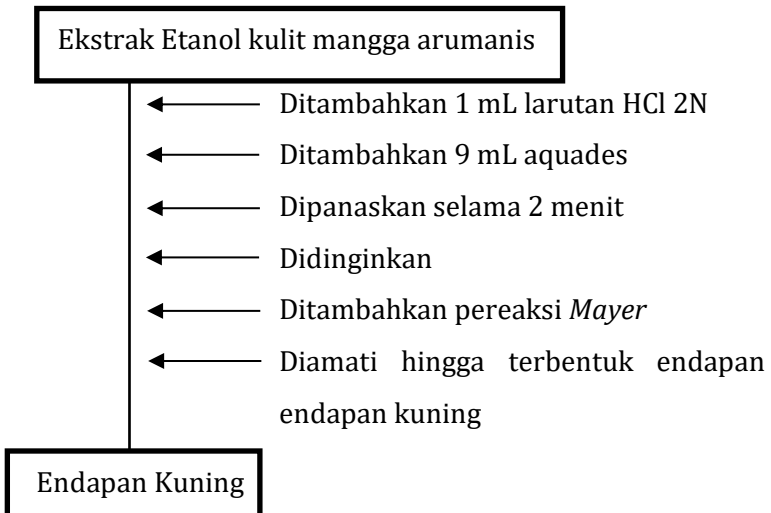 Ekstrak Etanol kulit mangga arumanis
Ditambahkan 1 mL larutan HCl 2N
Ditambahkan 9 mL aquades
Dipanaskan selama 2 menit
Didinginkan
Ditambahkan pereaksi Mayer
Diamati hingga terbentuk endapan
endapan kuning
Endapan Kuning